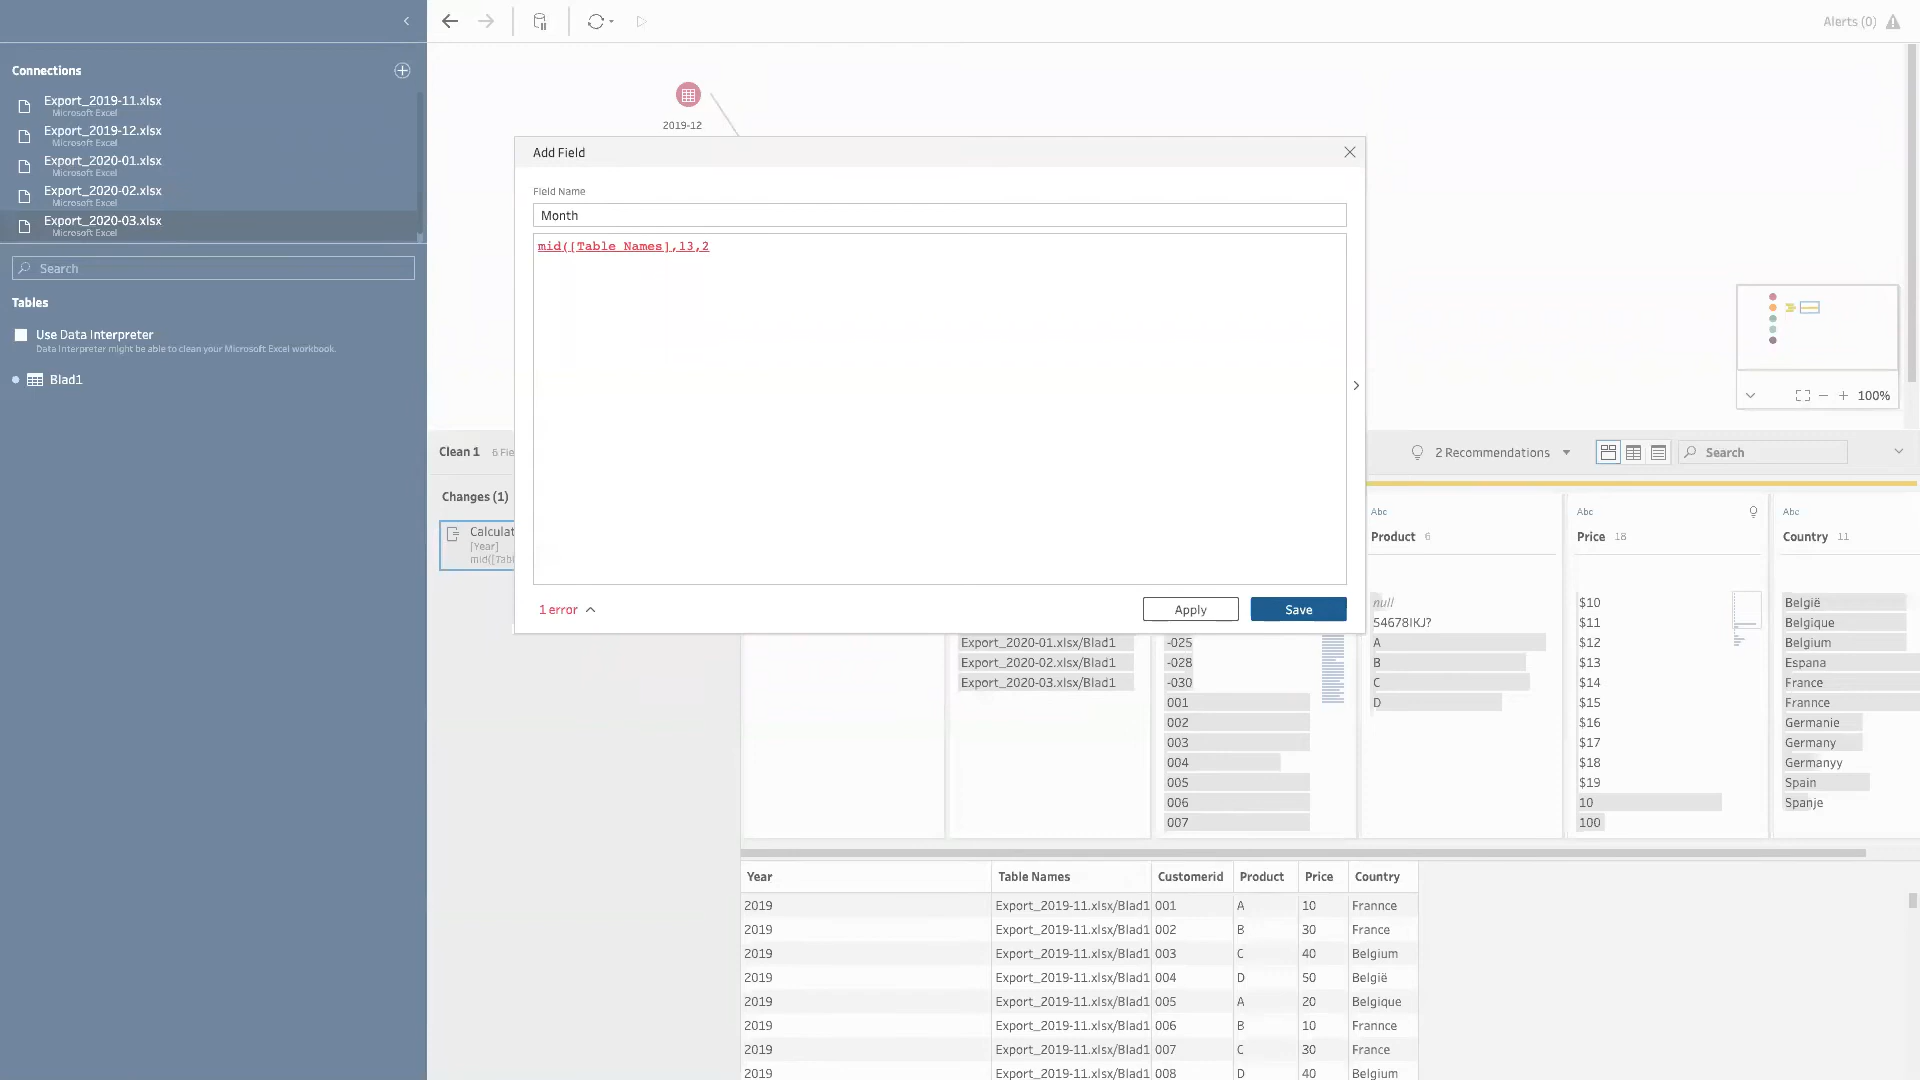 Alerts (0)
Connections
Export_2019-11.xlsx
Microsoft Excel
Export_2019-12.xlsx
Microsoft Excel
Export_2020-01.xlsx
Microsoft Excel
Export_2020-02.xlsx
Microsoft Excel
Export_2020-03.xlsx
Microsoft Excel
Search
Tables
Use Data Interpreter
Data Interpreter might be able to clean your Microsoft Excel workbook.
Blad1
2019-12
Add Field
Field Name
Month
mid([Table Names],13,2
1 error
Apply
Save
100%
Clean 1 6 Fie
2 Recommendations
Search
Changes (1)
Calculat
[Year]
mid([Tabl
Export_2020-01.xlsx/Blad1
Export_2020-02.xlsx/Blad1
Export_2020-03.xlsx/Blad1
-025
-028
-030
001
002
003
004
005
006
007
Abc
Product 6
null
54678IKJ?
A
B
C
D
Abc
Price 18
$10
$11
$12
$13
$14
$15
$16
$17
$18
$19
10
100
Abc
Country 11
België
Belgique
Belgium
Espana
France
Frannce
Germanie
Germany
Germanyy
Spain
Spanje
Year Table Names Customerid Product Price Country
2019 Export_2019-11.xlsx/Blad1 001 A 10 Frannce
2019 Export_2019-11.xlsx/Blad1 002 B 30 France
2019 Export_2019-11.xlsx/Blad1 003 C 40 Belgium
2019 Export_2019-11.xlsx/Blad1 004 D 50 België
2019 Export_2019-11.xlsx/Blad1 005 A 20 Belgique
2019 Export_2019-11.xlsx/Blad1 006 B 10 Frannce
2019 Export_2019-11.xlsx/Blad1 007 C 30 France
2019 Export_2019-11.xlsx/Blad1 008 D 40 Belgium